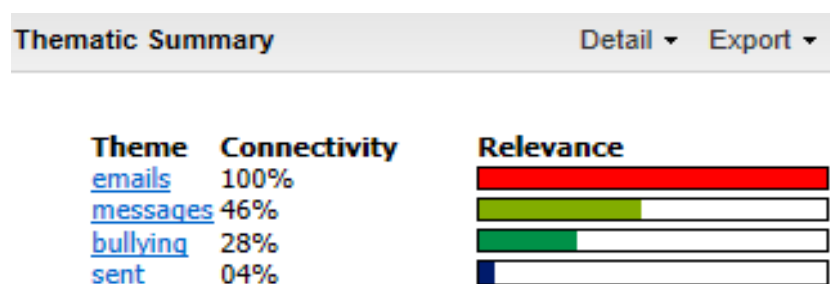 Thematic Summary Detail Export
Theme Connectivity Relevance
emails 100%
messages 46%
bullying 28%
sent 04%